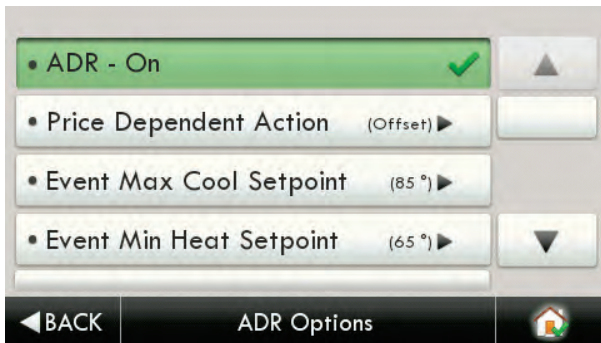 • ADR - On
• Price Dependent Action (Offset)
• Event Max Cool Setpoint (85 °)
• Event Min Heat Setpoint (65 °)
BACK ADR Options